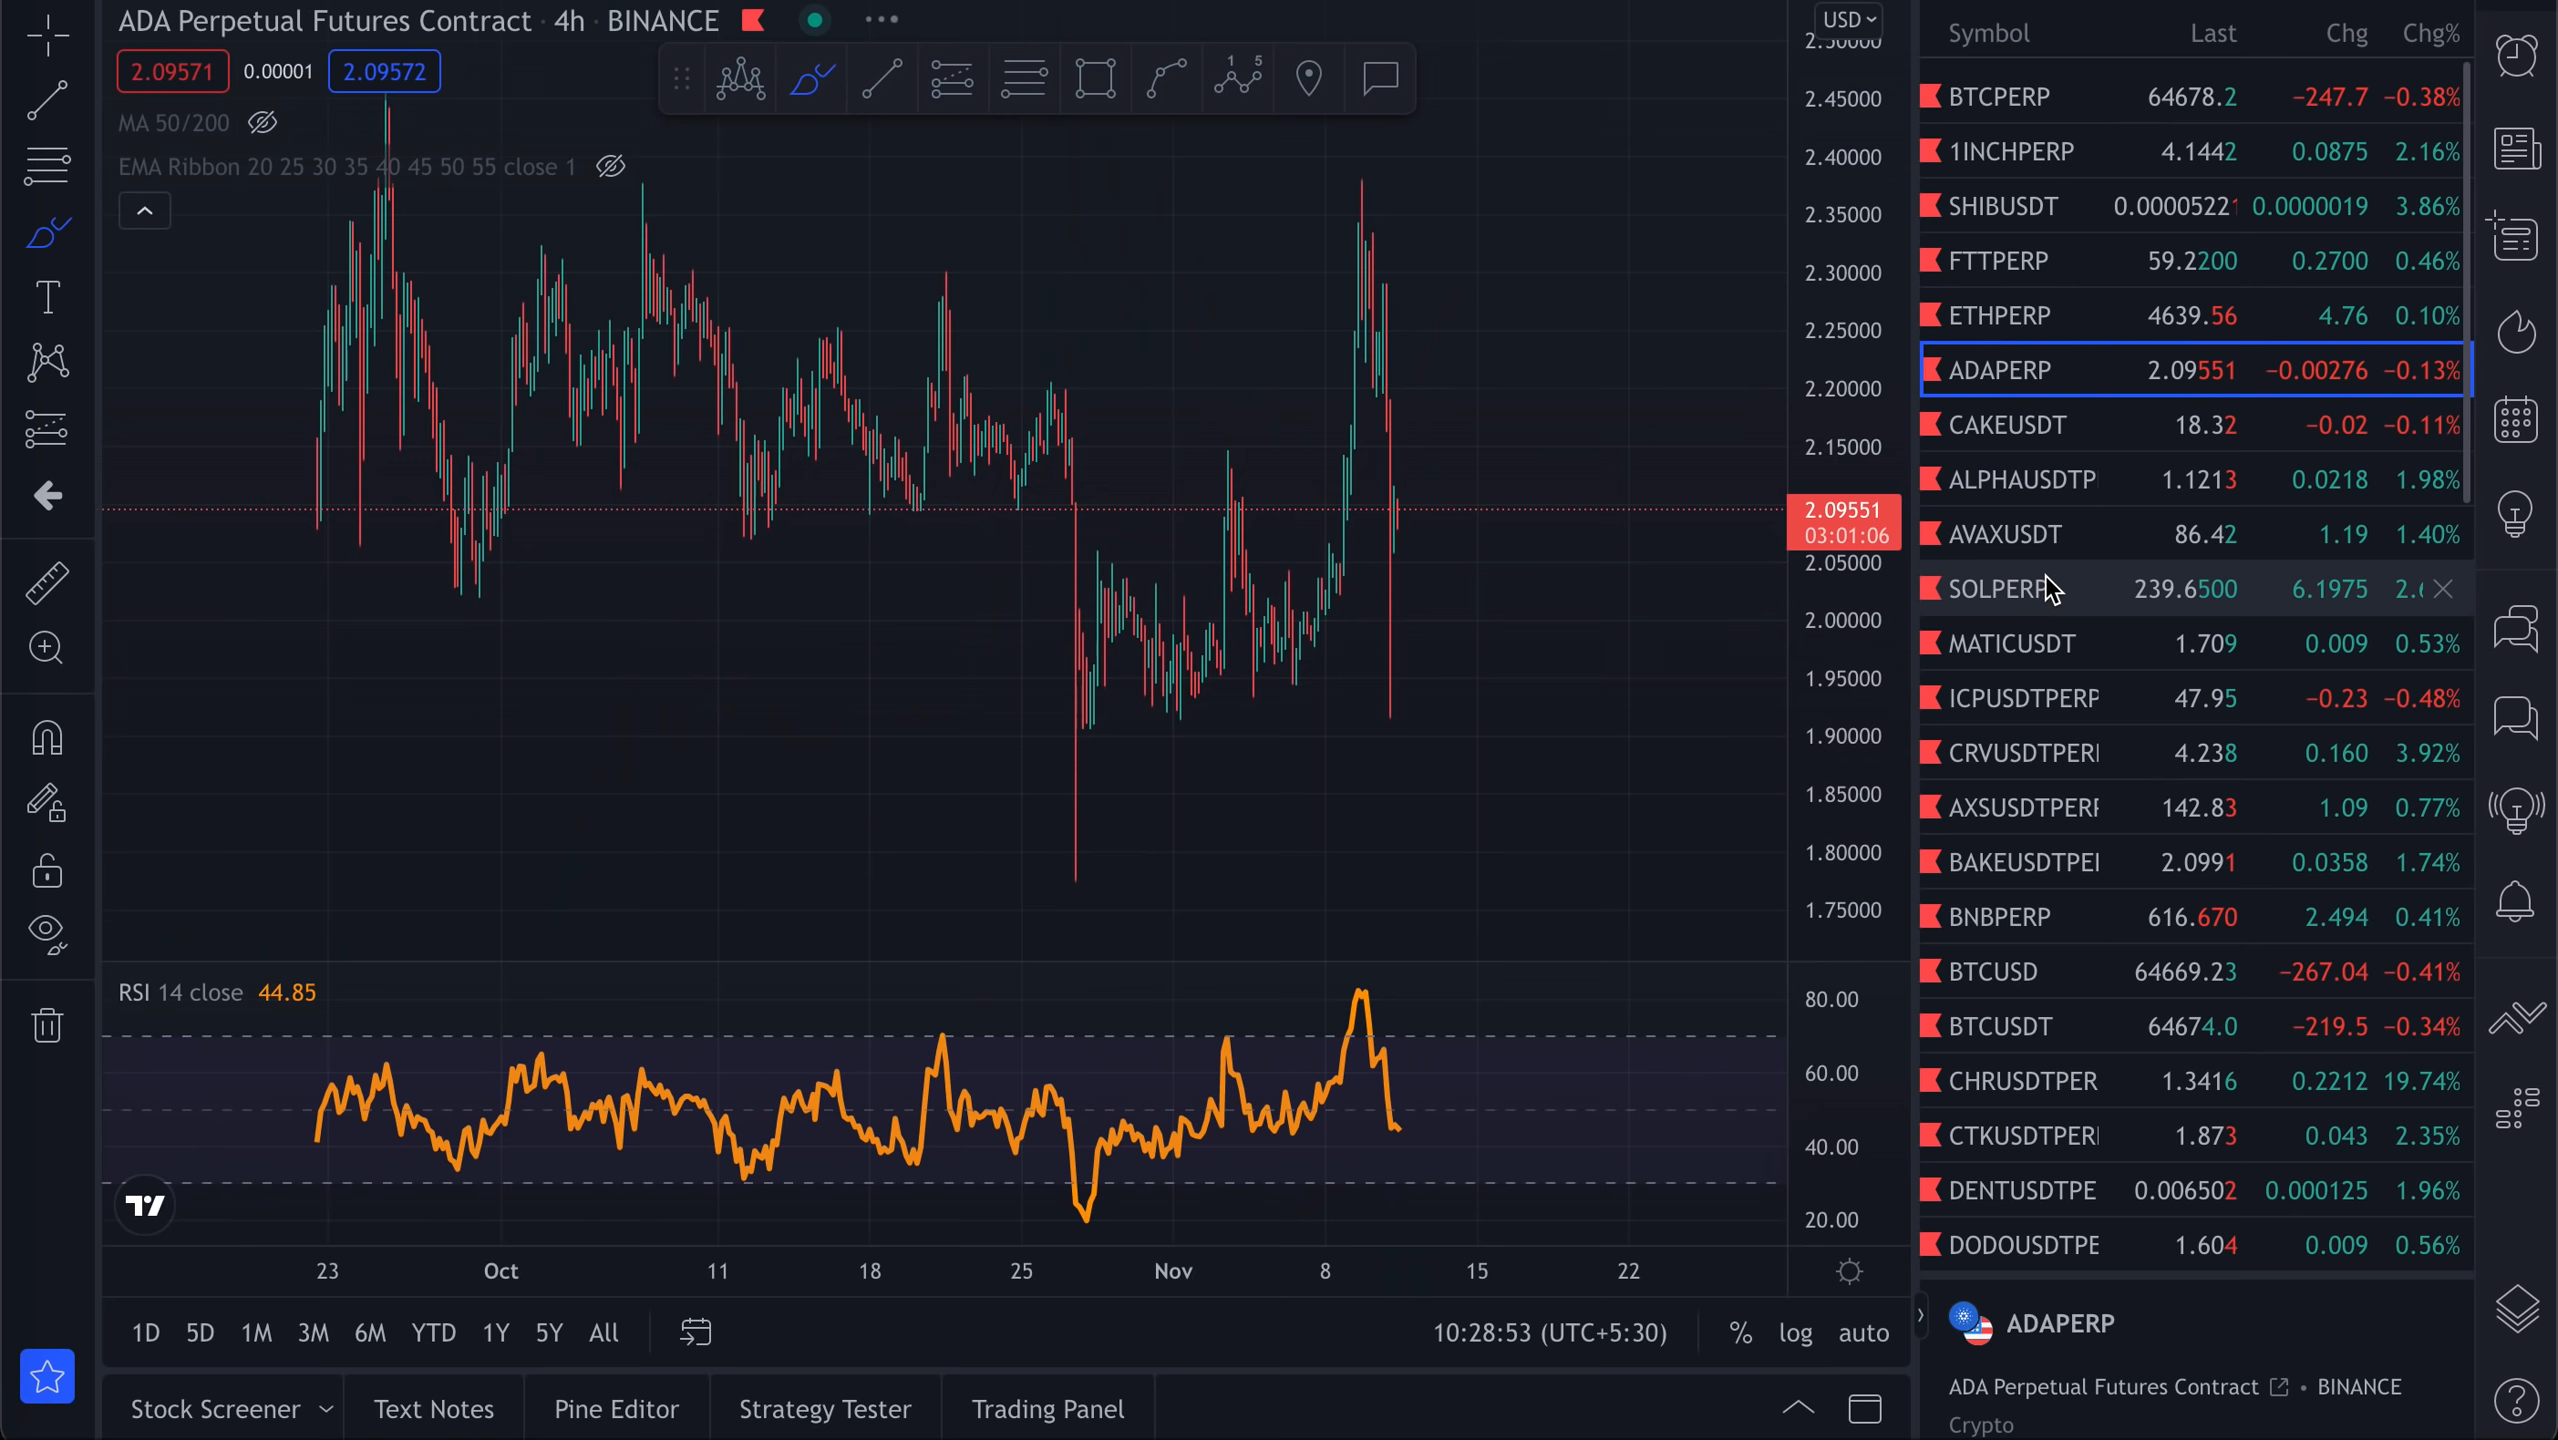 ADA Perpetual Futures Contract · 4h · BINANCE
2.09571 0.00001 2.09572
MA 50/200
EMA Ribbon 20 25 30 35 40 45 50 55 close 1
1 5
T
USD
2.50000
2.45000
2.40000
2.35000
2.30000
2.25000
2.20000
2.15000
2.09551
03:01:06
2.05000
2.00000
1.95000
1.90000
1.85000
1.80000
1.75000
RSI 14 close 44.85
80.00
60.00
40.00
20.00
23 Oct 11 18 25 Nov 8 15 22
1D 5D 1M 3M 6M YTD 1Y 5Y All
10:28:53 (UTC+5:30) % log auto
Stock Screener Text Notes Pine Editor Strategy Tester Trading Panel
Symbol Last Chg Chg%
BTCPERP 64678.2 −247.7 −0.38%
1INCHPERP 4.1442 0.0875 2.16%
SHIBUSDT 0.00005221 0.0000019 3.86%
FTTPERP 59.2200 0.2700 0.46%
ETHPERP 4639.56 4.76 0.10%
ADAPERP 2.09551 −0.00276 −0.13%
CAKEUSDT 18.32 −0.02 −0.11%
ALPHAUSDTP 1.1213 0.0218 1.98%
AVAXUSDT 86.42 1.19 1.40%
SOLPERP 239.6500 6.1975 2.6
MATICUSDT 1.709 0.009 0.53%
ICPUSDTPERP 47.95 −0.23 −0.48%
CRVUSDTPER 4.238 0.160 3.92%
AXSUSDTPERP 142.83 1.09 0.77%
BAKEUSDTPE 2.0991 0.0358 1.74%
BNBPERP 616.670 2.494 0.41%
BTCUSD 64669.23 −267.04 −0.41%
BTCUSDT 64674.0 −219.5 −0.34%
CHRUSDTPER 1.3416 0.2212 19.74%
CTKUSDTPER 1.873 0.043 2.35%
DENTUSDTPE 0.006502 0.000125 1.96%
DODOUSDTPE 1.604 0.009 0.56%
ADAPERP
ADA Perpetual Futures Contract • BINANCE
Crypto